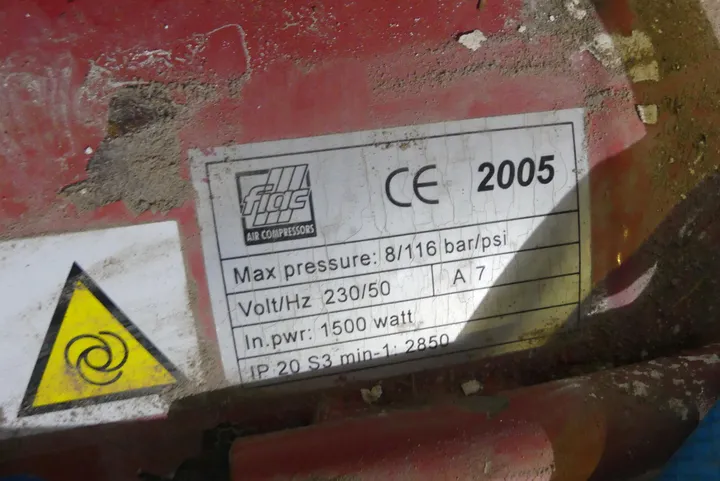 fiac
AIR COMPRESSORS
CE 2005
Max pressure: 8/116 bar/psi
Volt/Hz 230/50 A 7
In.pwr: 1500 watt
IP 20 S3 min-1: 2850